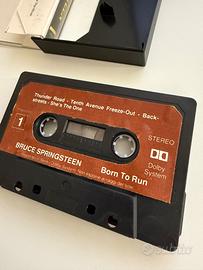 Thunder Road - Tenth Avenue Freeze-Out - Back-
streets - She's The One
1
STEREO
Dolby
System
BRUCE SPRINGSTEEN
Born To Run
subito